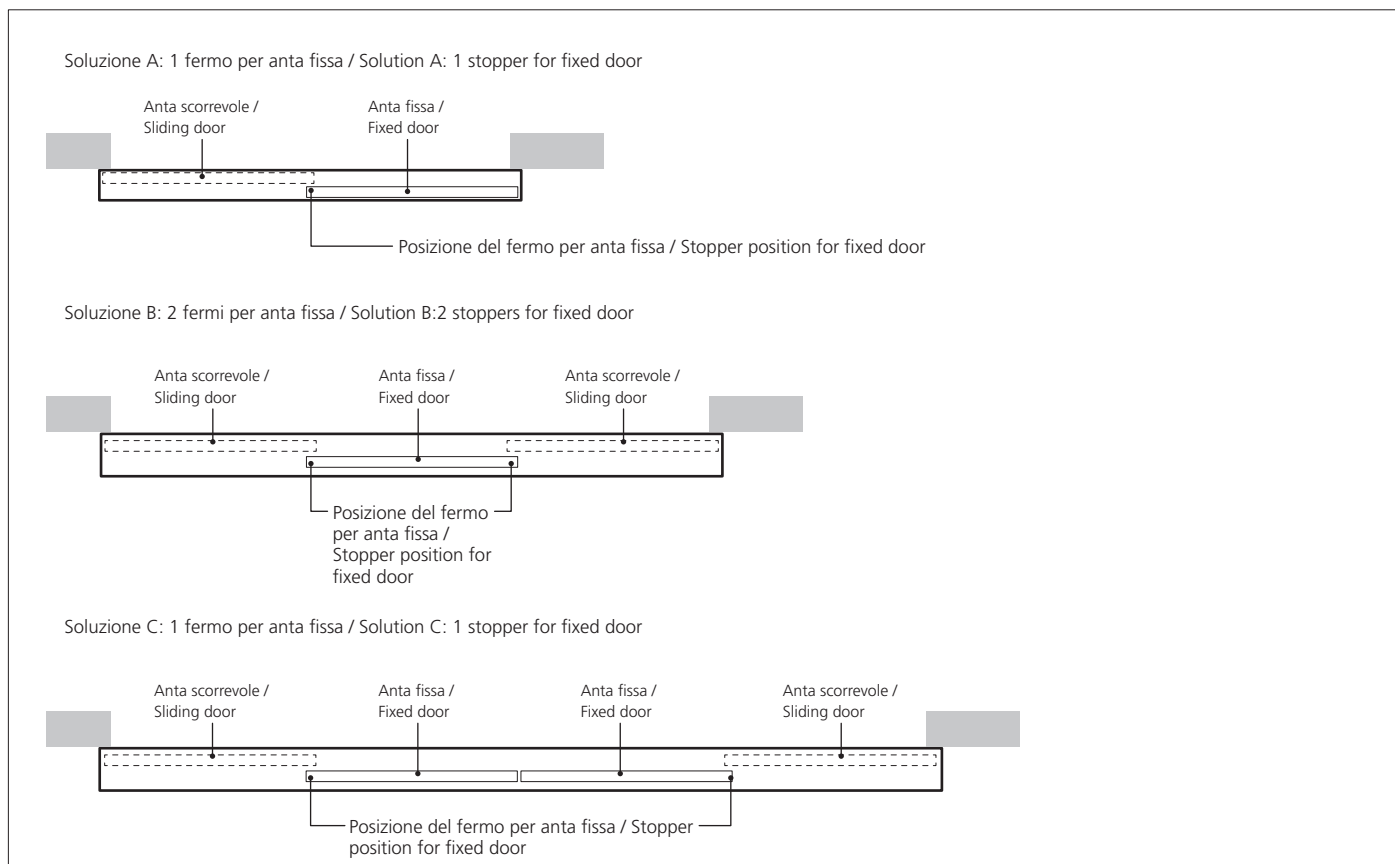 Soluzione A: 1 fermo per anta fissa / Solution A: 1 stopper for fixed door
Anta scorrevole /
Sliding door
Anta fissa /
Fixed door
Posizione del fermo per anta fissa / Stopper position for fixed door
Soluzione B: 2 fermi per anta fissa / Solution B:2 stoppers for fixed door
Anta scorrevole /
Sliding door
Anta fissa /
Fixed door
Anta scorrevole /
Sliding door
Posizione del fermo
per anta fissa /
Stopper position for
fixed door
Soluzione C: 1 fermo per anta fissa / Solution C: 1 stopper for fixed door
Anta scorrevole /
Sliding door
Anta fissa /
Fixed door
Anta fissa /
Fixed door
Anta scorrevole /
Sliding door
Posizione del fermo per anta fissa / Stopper
position for fixed door